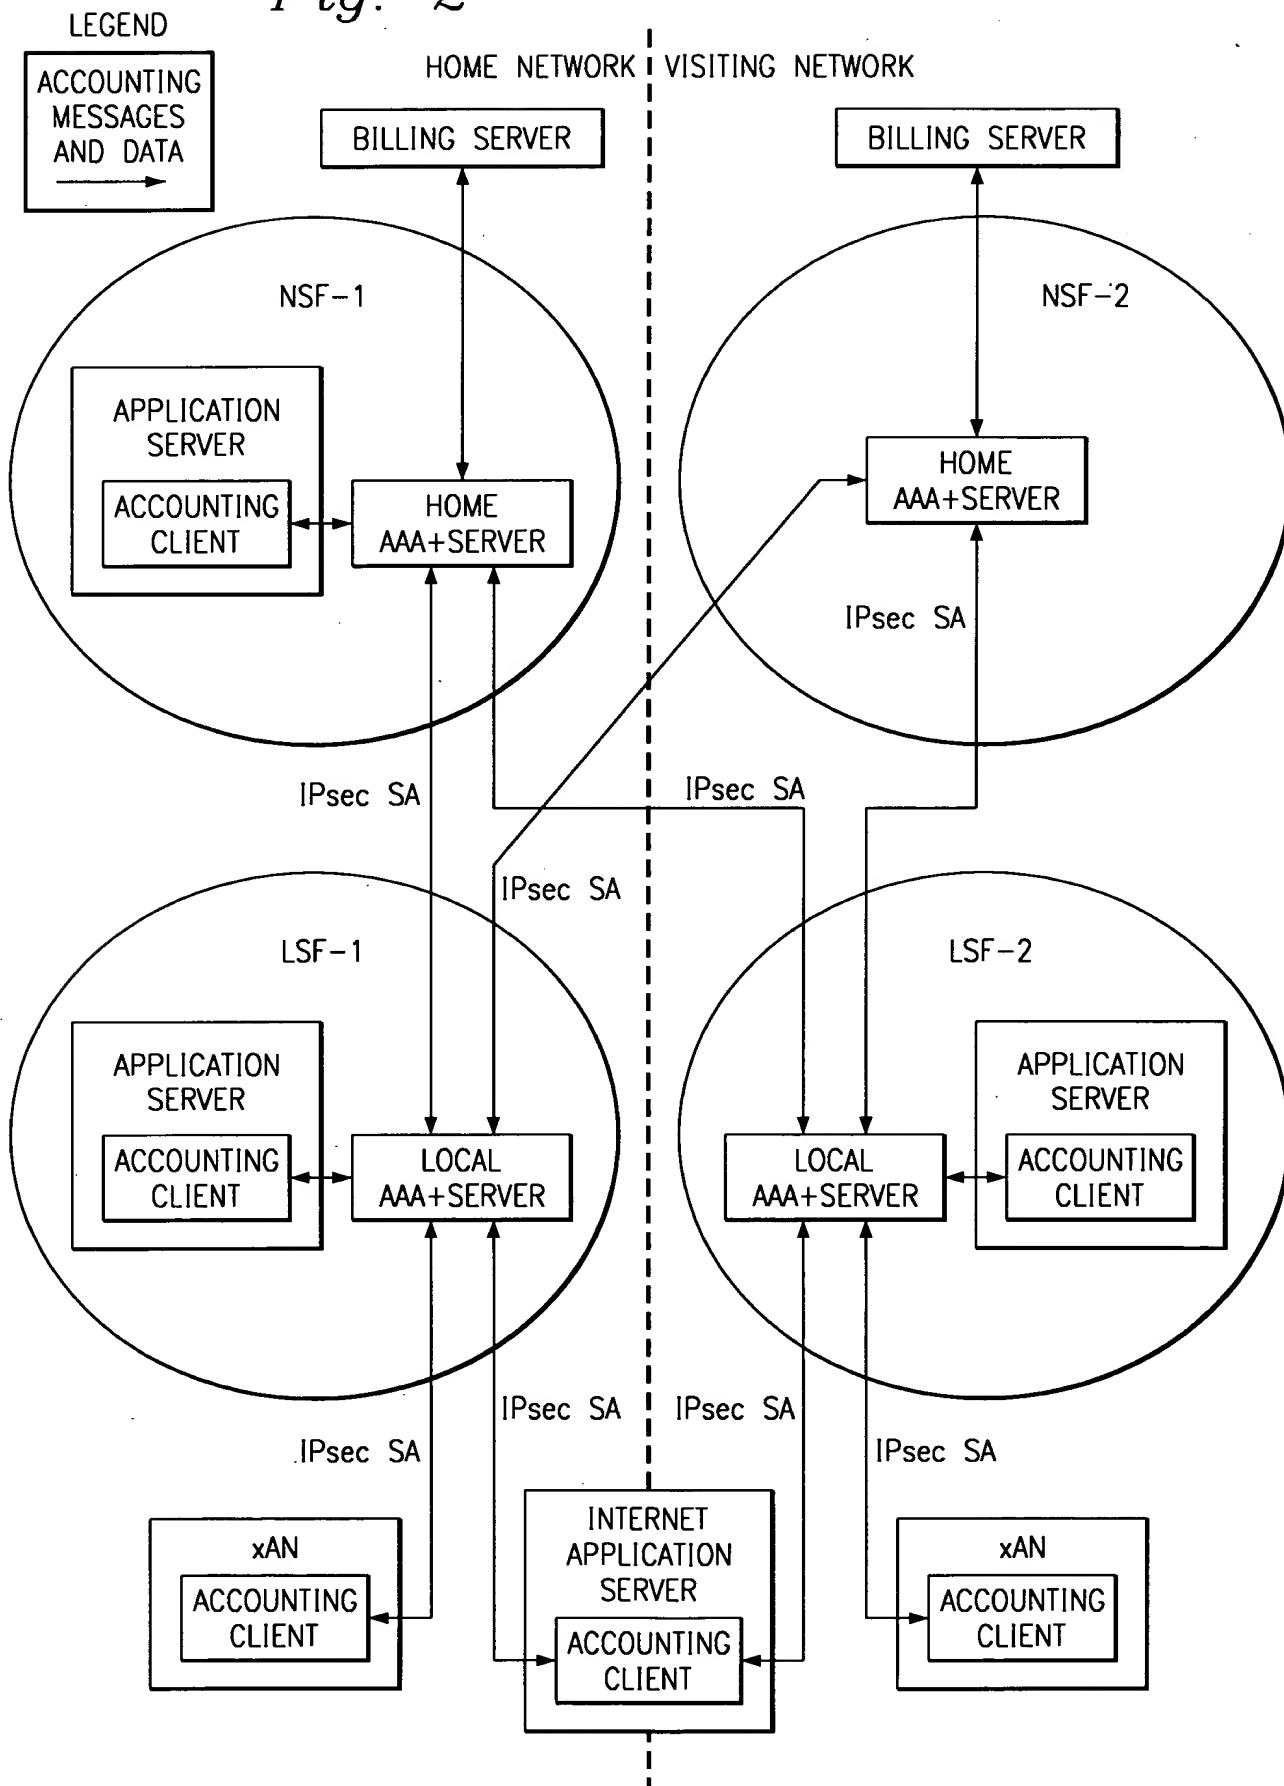 Fig. 2
LEGEND
ACCOUNTING
MESSAGES
AND DATA
HOME NETWORK
VISITING NETWORK
BILLING SERVER
BILLING SERVER
NSF-1
NSF-2
APPLICATION
SERVER
ACCOUNTING
CLIENT
HOME
AAA+SERVER
HOME
AAA+SERVER
IPsec SA
IPsec SA
IPsec SA
IPsec SA
LSF-1
LSF-2
APPLICATION
SERVER
ACCOUNTING
CLIENT
LOCAL
AAA+SERVER
LOCAL
AAA+SERVER
APPLICATION
SERVER
ACCOUNTING
CLIENT
IPsec SA
IPsec SA
IPsec SA
IPsec SA
xAN
ACCOUNTING
CLIENT
INTERNET
APPLICATION
SERVER
ACCOUNTING
CLIENT
xAN
ACCOUNTING
CLIENT